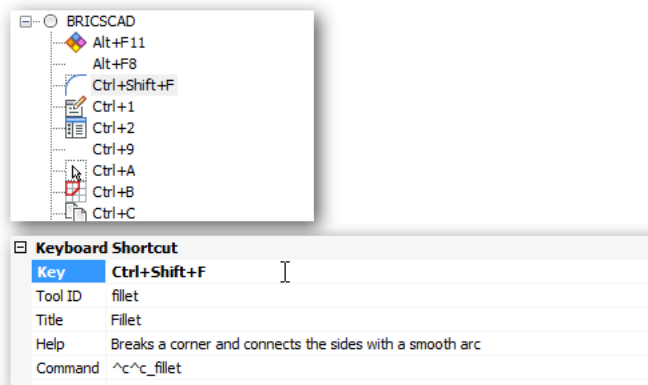 BRICSCAD
Alt+F11
Alt+F8
Ctrl+Shift+F
Ctrl+1
Ctrl+2
Ctrl+9
Ctrl+A
Ctrl+B
Ctrl+C
Keyboard Shortcut
Key Ctrl+Shift+F
Tool ID fillet
Title Fillet
Help Breaks a corner and connects the sides with a smooth arc
Command ^c^c_fillet